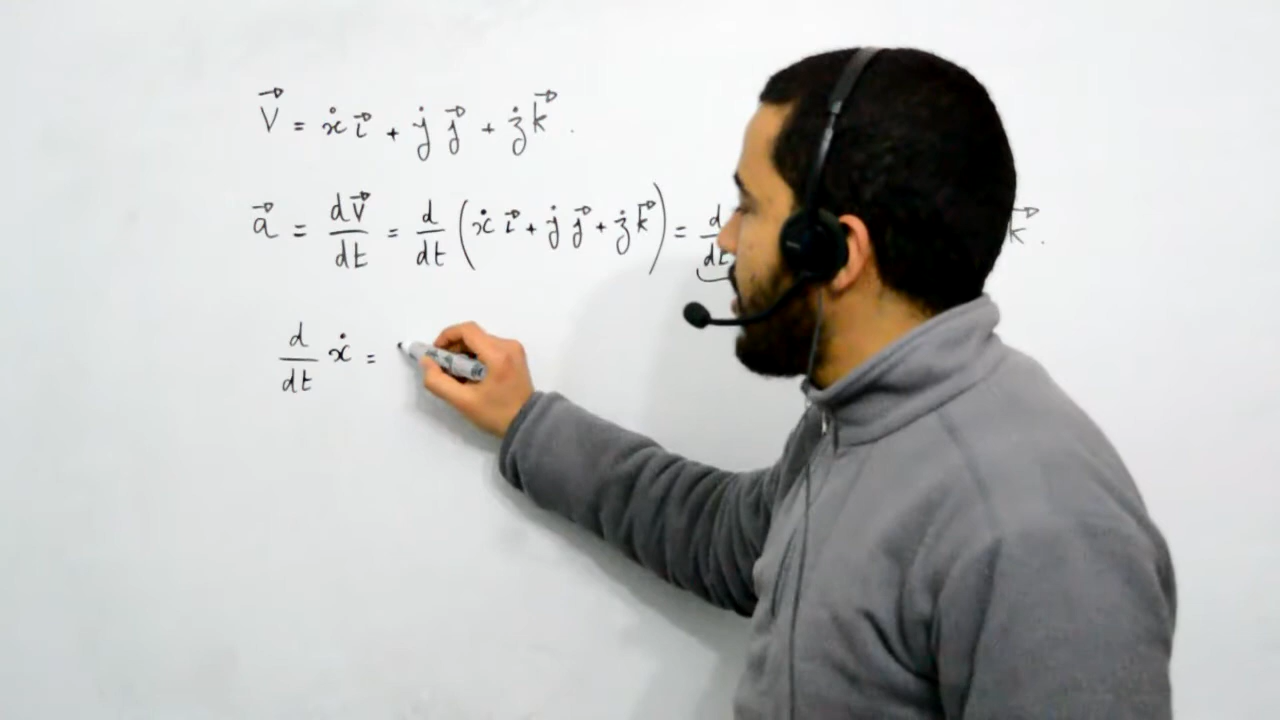 V⃗ = ẋ i⃗ + ẏ j⃗ + ż k⃗ .
a⃗ = dV⃗/dt = d/dt (ẋ i⃗ + ẏ j⃗ + ż k⃗) = d/dt k⃗ .
d/dt ẋ =